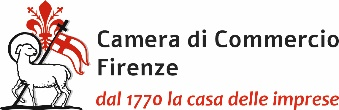 Camera di Commercio
Firenze
dal 1770 la casa delle imprese